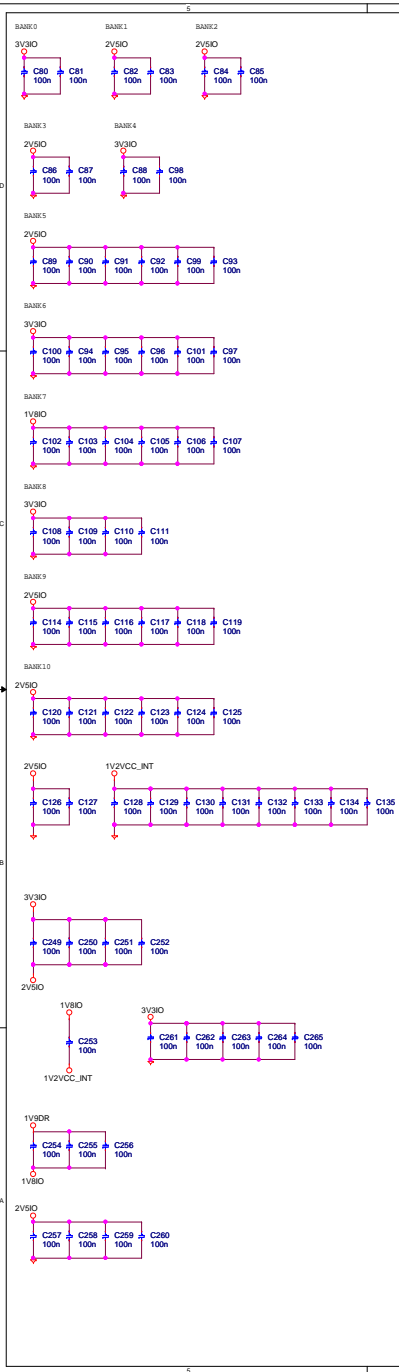 5
BANK0 BANK1 BANK2
3V3IO 2V5IO 2V5IO
C80 C81 C82 C83 C84 C85
100n 100n 100n 100n 100n 100n
BANK3 BANK4
2V5IO 3V3IO
D
C86 C87 C88 C98
100n 100n 100n 100n
BANK5
2V5IO
C89 C90 C91 C92 C99 C93
100n 100n 100n 100n 100n 100n
BANK6
3V3IO
C100 C94 C95 C96 C101 C97
100n 100n 100n 100n 100n 100n
BANK7
1V8IO
C102 C103 C104 C105 C106 C107
100n 100n 100n 100n 100n 100n
BANK8
3V3IO
C
C108 C109 C110 C111
100n 100n 100n 100n
BANK9
2V5IO
C114 C115 C116 C117 C118 C119
100n 100n 100n 100n 100n 100n
BANK10
2V5IO
C120 C121 C122 C123 C124 C125
100n 100n 100n 100n 100n 100n
2V5IO 1V2VCC_INT
C126 C127 C128 C129 C130 C131 C132 C133 C134 C135
100n 100n 100n 100n 100n 100n 100n 100n 100n 100n
B
3V3IO
C249 C250 C251 C252
100n 100n 100n 100n
2V5IO
1V8IO 3V3IO
C253 C261 C262 C263 C264 C265
100n 100n 100n 100n 100n 100n
1V2VCC_INT
1V9DR
C254 C255 C256
100n 100n 100n
1V8IO
A
2V5IO
C257 C258 C259 C260
100n 100n 100n 100n
5